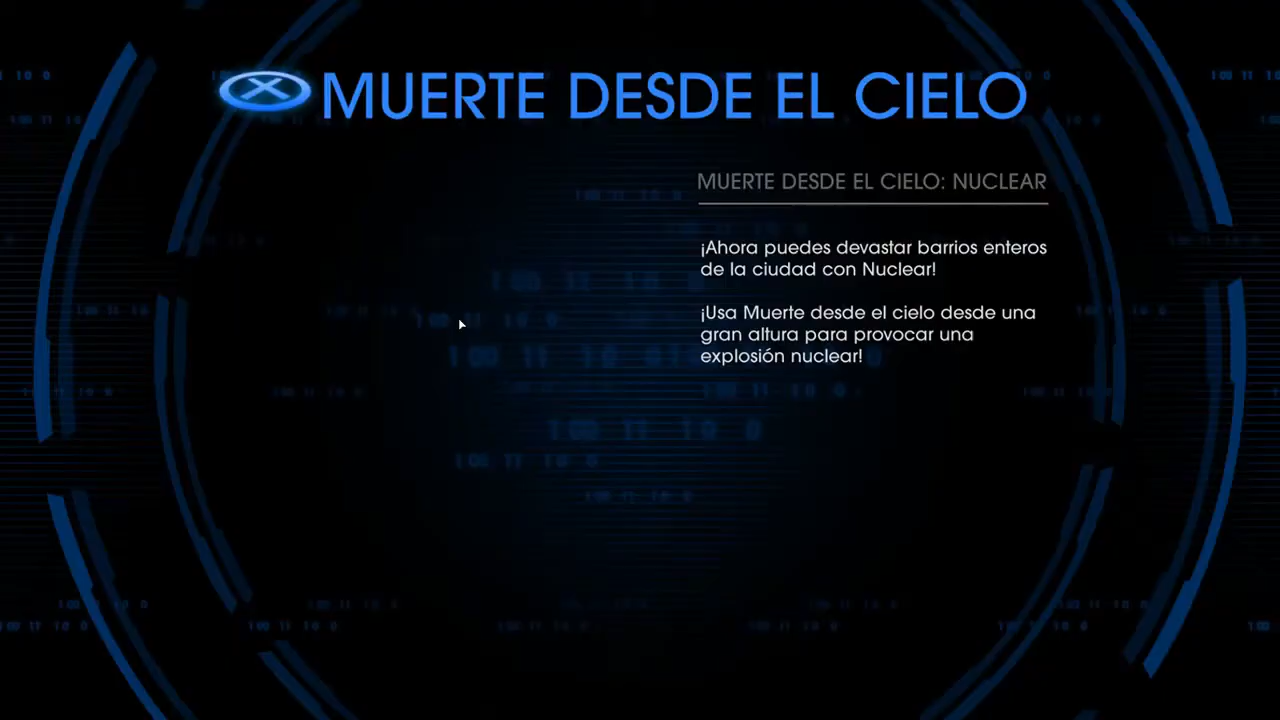 MUERTE DESDE EL CIELO
MUERTE DESDE EL CIELO: NUCLEAR
¡Ahora puedes devastar barrios enteros
de la ciudad con Nuclear!
¡Usa Muerte desde el cielo desde una
gran altura para provocar una
explosión nuclear!